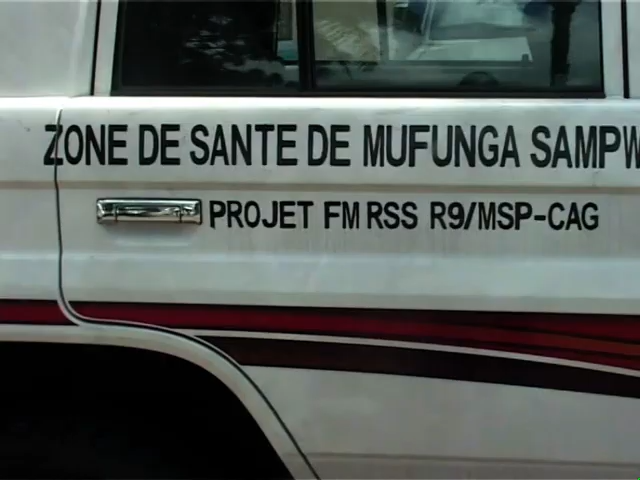 ZONE DE SANTE DE MUFUNGA SAMPW
PROJET FM RSS R9/MSP-CAG